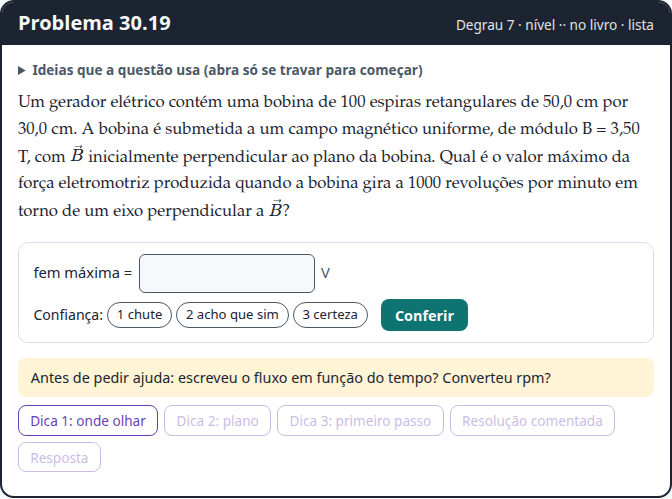 Problema 30.19
Degrau 7 · nível ·· no livro · lista
▶ Ideias que a questão usa (abra só se travar para começar)
Um gerador elétrico contém uma bobina de 100 espiras retangulares de 50,0 cm por
30,0 cm. A bobina é submetida a um campo magnético uniforme, de módulo B = 3,50
T, com B⃗ inicialmente perpendicular ao plano da bobina. Qual é o valor máximo da
força eletromotriz produzida quando a bobina gira a 1000 revoluções por minuto em
torno de um eixo perpendicular a B⃗?
fem máxima = V
Confiança: 1 chute 2 acho que sim 3 certeza Conferir
Antes de pedir ajuda: escreveu o fluxo em função do tempo? Converteu rpm?
Dica 1: onde olhar Dica 2: plano Dica 3: primeiro passo Resolução comentada
Resposta